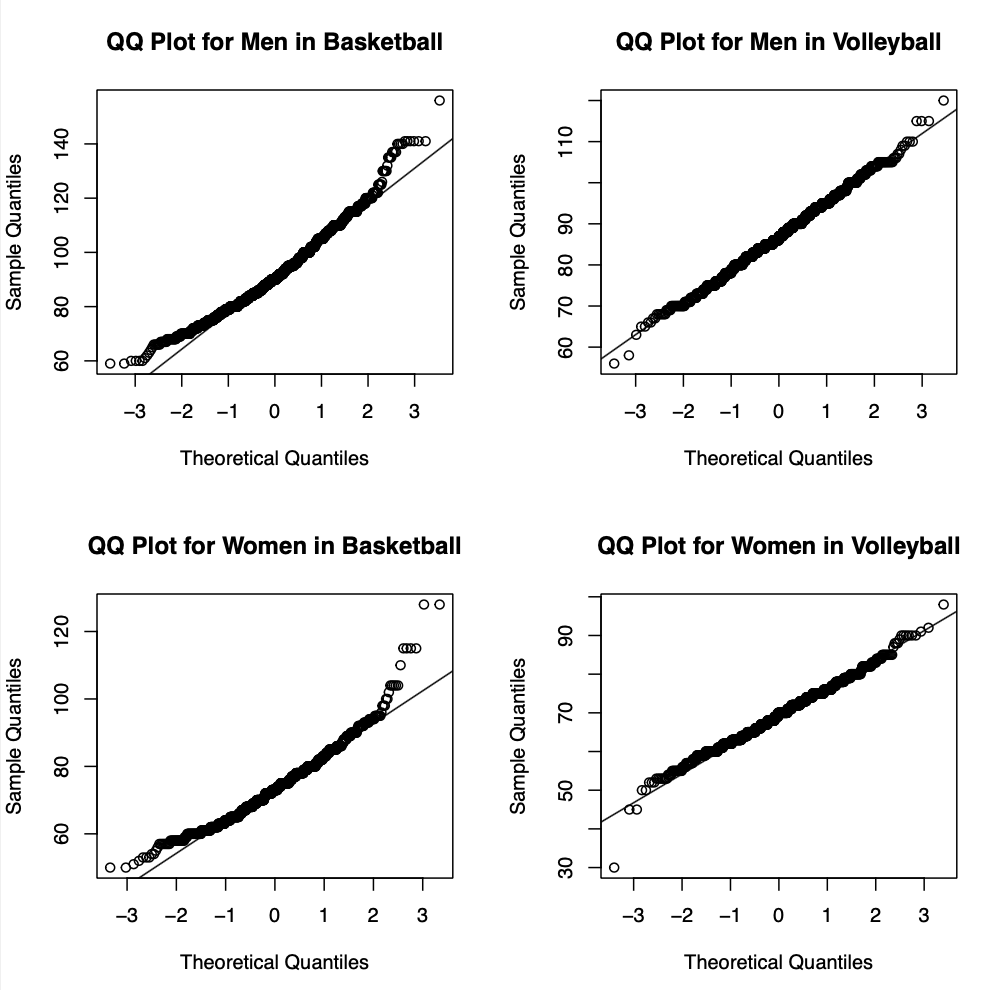 QQ Plot for Men in Basketball
Sample Quantiles
140
120
100
80
60
−3 −2 −1 0 1 2 3
Theoretical Quantiles
QQ Plot for Men in Volleyball
Sample Quantiles
110
90
80
70
60
−3 −2 −1 0 1 2 3
Theoretical Quantiles
QQ Plot for Women in Basketball
Sample Quantiles
120
100
80
60
−3 −2 −1 0 1 2 3
Theoretical Quantiles
QQ Plot for Women in Volleyball
Sample Quantiles
90
70
50
30
−3 −2 −1 0 1 2 3
Theoretical Quantiles